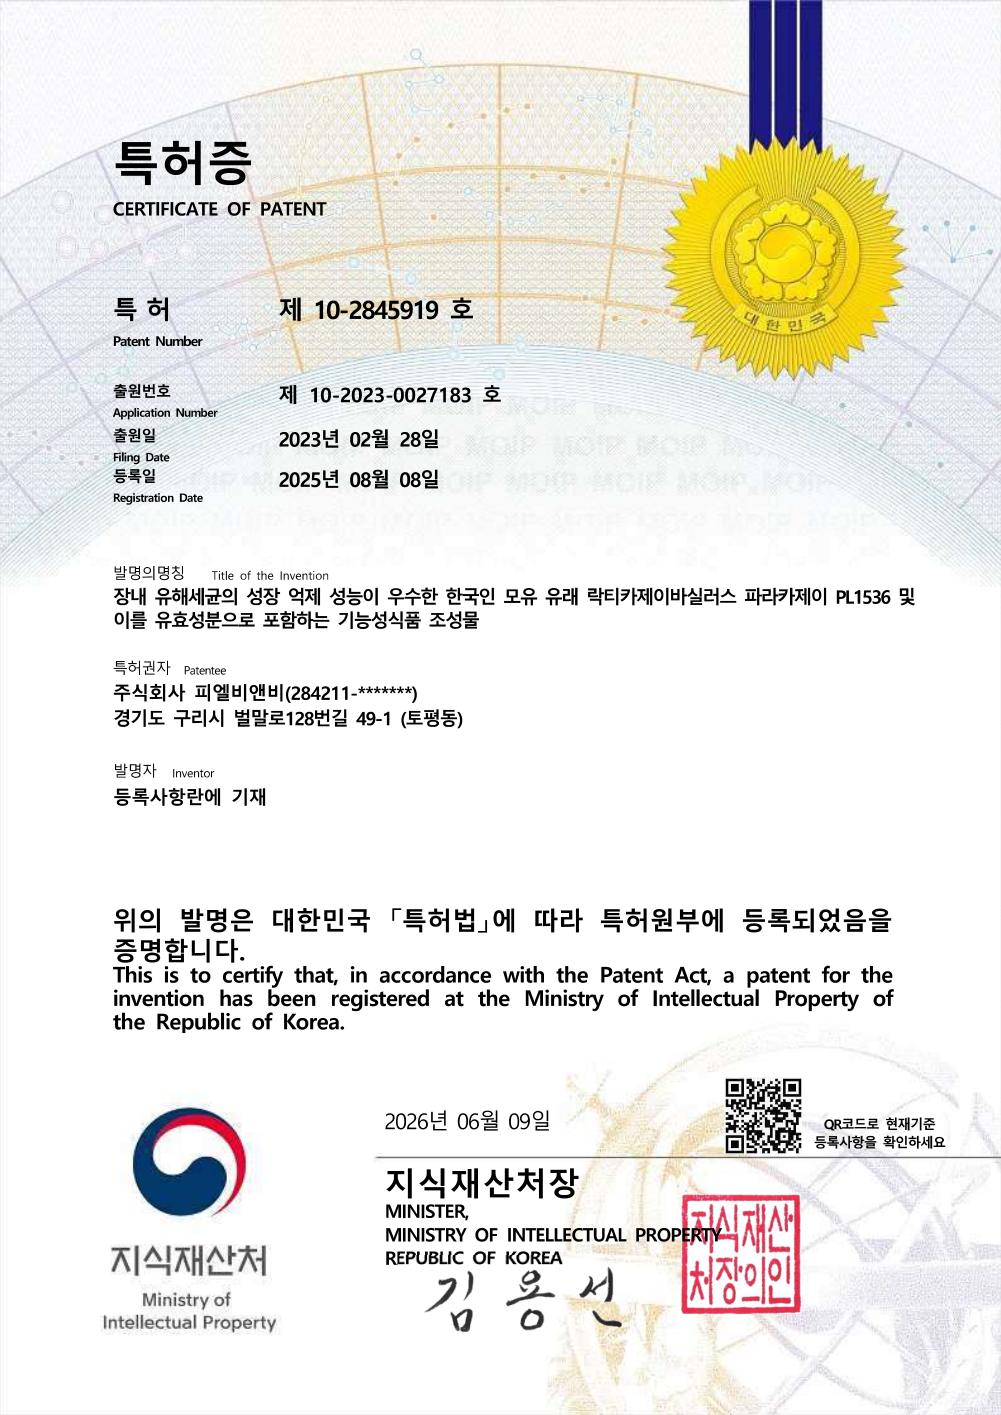 특허증
CERTIFICATE OF PATENT
대한민국
특 허 제 10-2845919 호
Patent Number
출원번호 제 10-2023-0027183 호
Application Number
출원일 2023년 02월 28일
Filing Date
등록일 2025년 08월 08일
Registration Date
발명의명칭 Title of the Invention
장내 유해세균의 성장 억제 성능이 우수한 한국인 모유 유래 락티카제이바실러스 파라카제이 PL1536 및
이를 유효성분으로 포함하는 기능성식품 조성물
특허권자 Patentee
주식회사 피엘비앤비(284211-*******)
경기도 구리시 벌말로128번길 49-1 (토평동)
발명자 Inventor
등록사항란에 기재
위의 발명은 대한민국 「특허법」에 따라 특허원부에 등록되었음을
증명합니다.
This is to certify that, in accordance with the Patent Act, a patent for the
invention has been registered at the Ministry of Intellectual Property of
the Republic of Korea.
2026년 06월 09일
QR코드로 현재기준
등록사항을 확인하세요
지식재산처장
MINISTER,
MINISTRY OF INTELLECTUAL PROPERTY
REPUBLIC OF KOREA
김용선
지식재산
처장의인
지식재산처
Ministry of
Intellectual Property